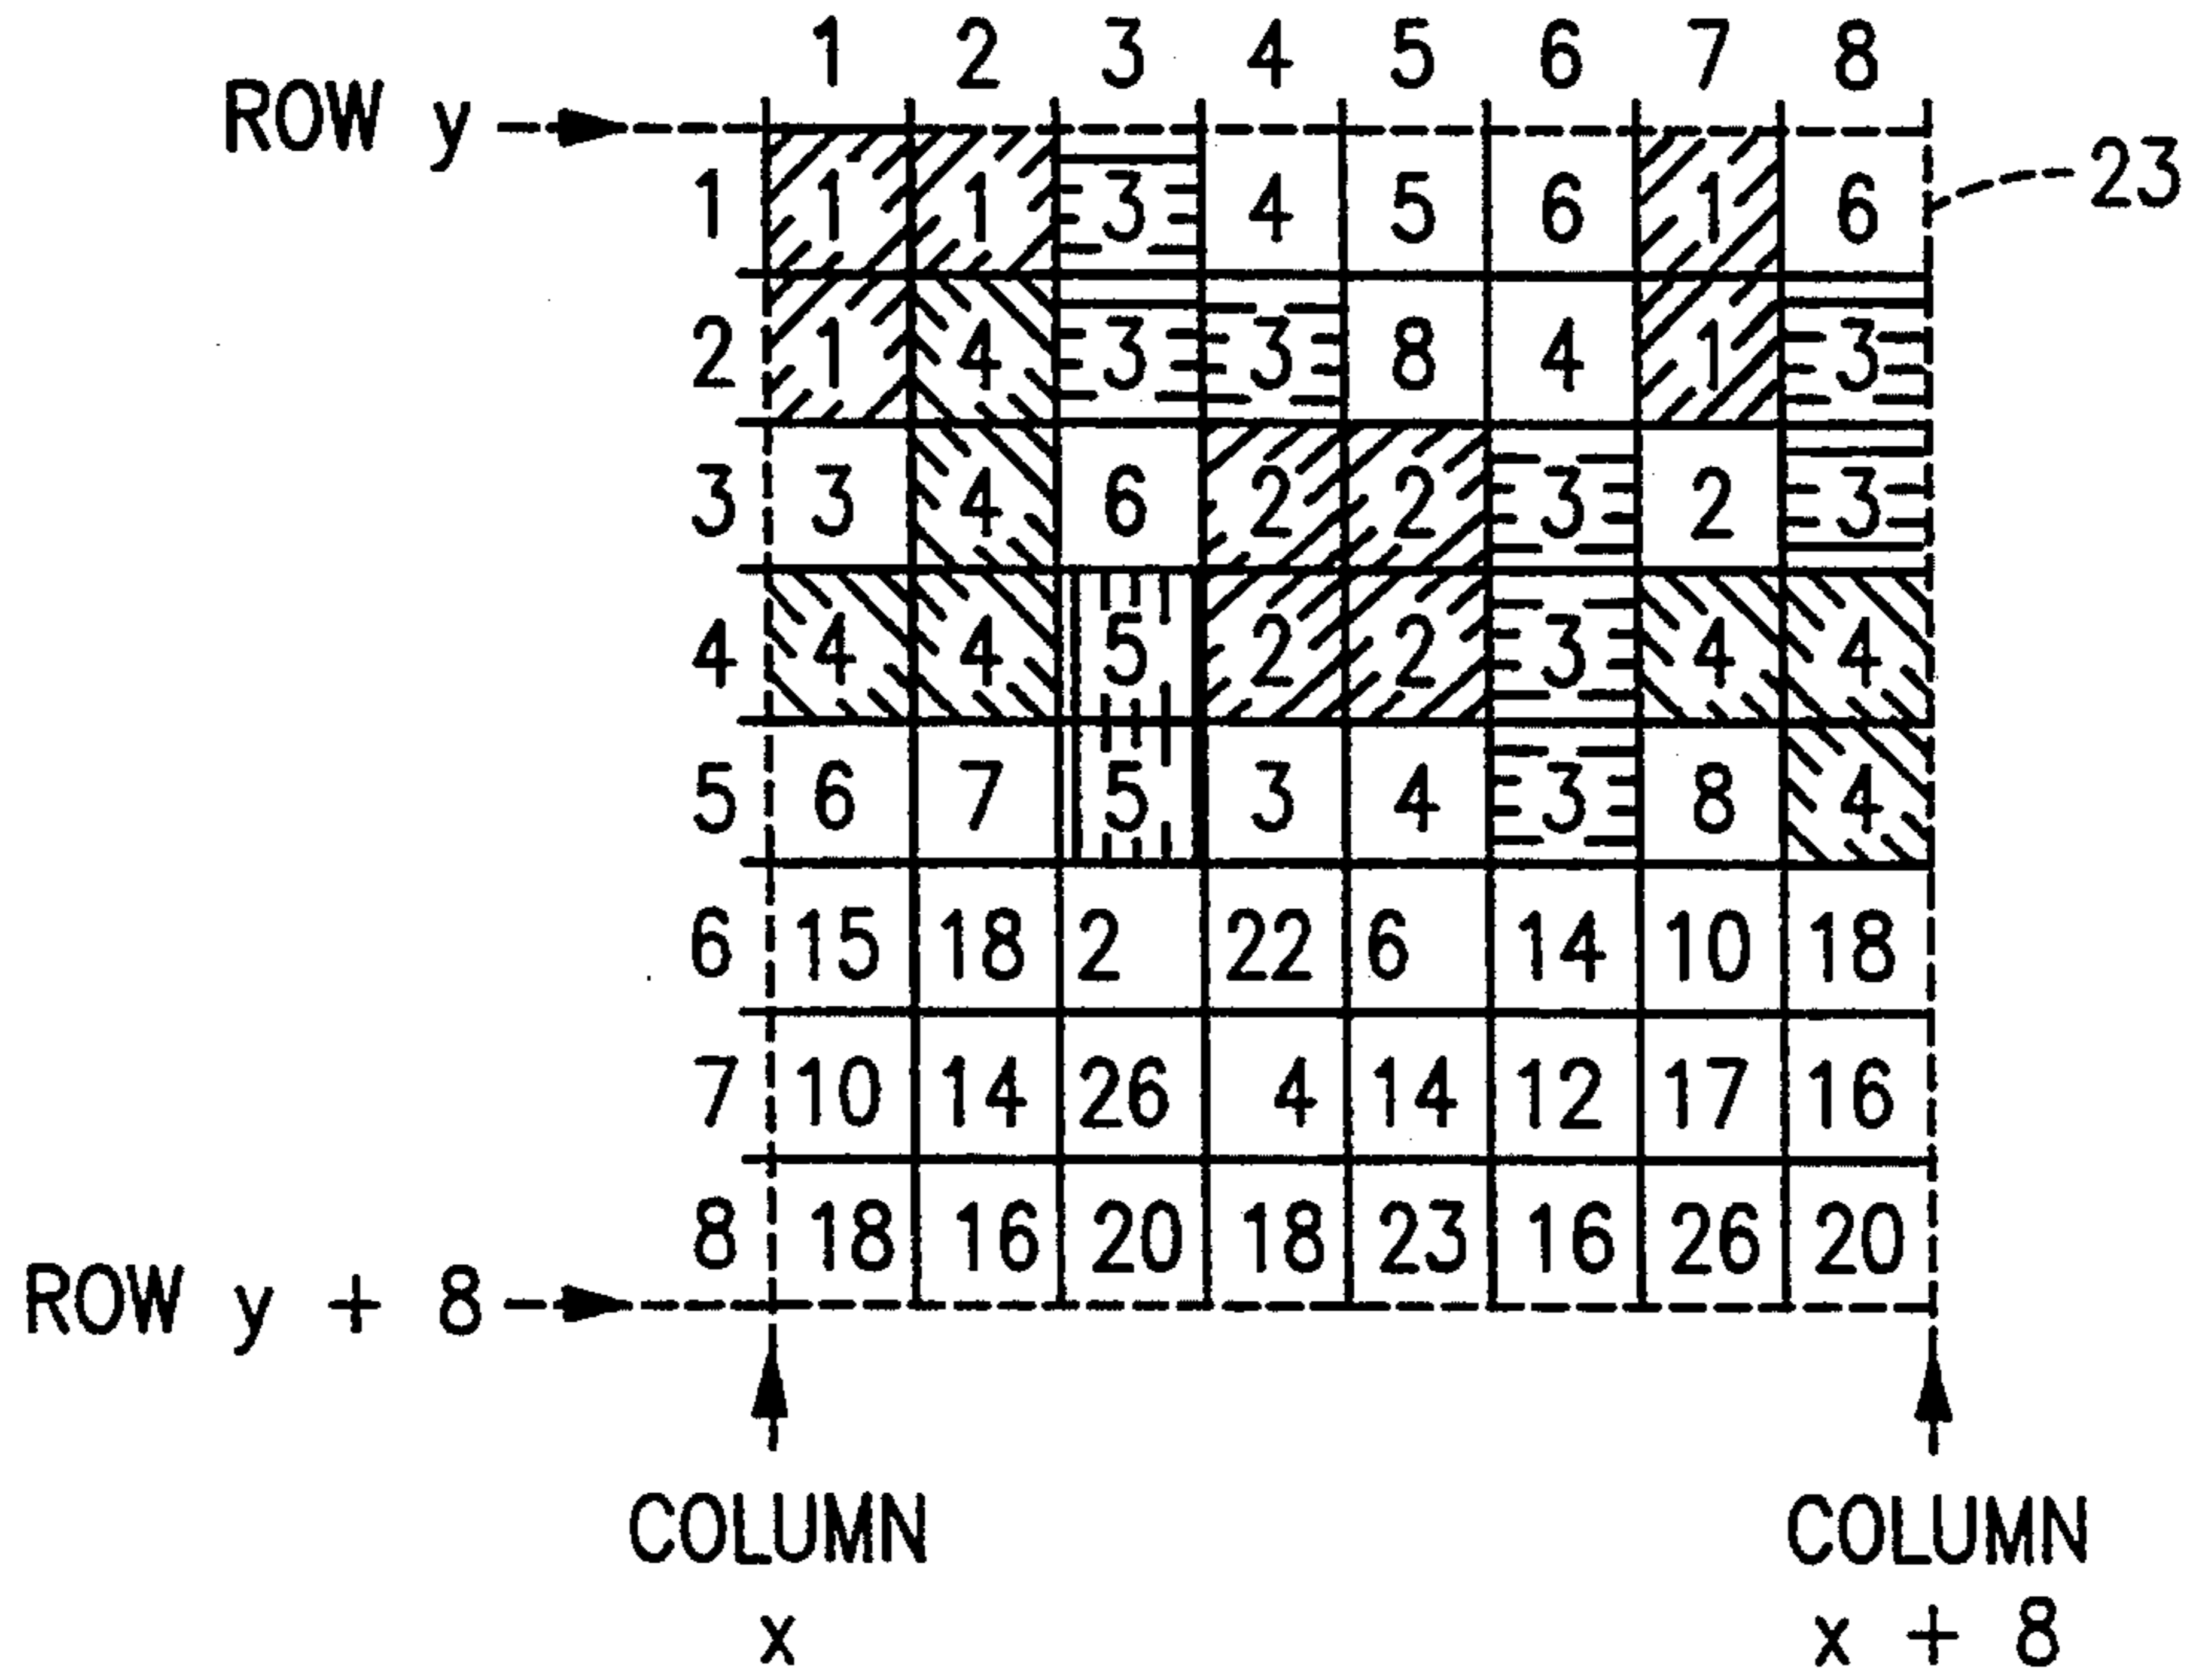 1 2 3 4 5 6 7 8
ROW y
1 1 1 3 4 5 6 1 6 23
2 1 4 3 3 8 4 1 3
3 3 4 6 2 2 3 2 3
4 4 4 5 2 2 3 4 4
5 6 7 5 3 4 3 8 4
6 15 18 2 22 6 14 10 18
7 10 14 26 4 14 12 17 16
8 18 16 20 18 23 16 26 20
ROW y + 8
COLUMN COLUMN
x x + 8